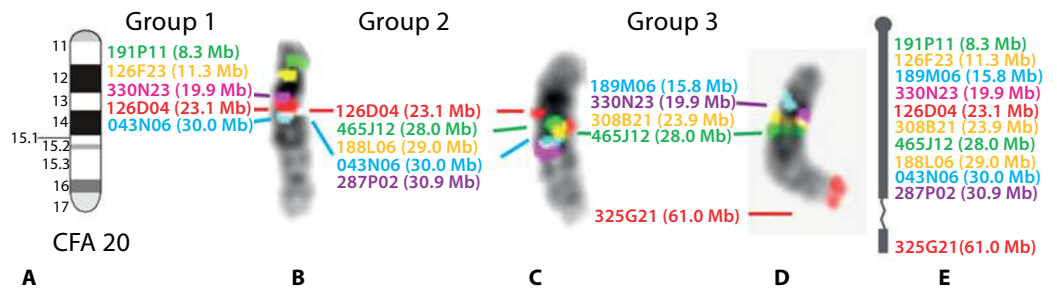 Group 1
Group 2
Group 3
11
12
13
14
15.1
15.2
15.3
16
17
CFA 20
191P11 (8.3 Mb)
126F23 (11.3 Mb)
330N23 (19.9 Mb)
126D04 (23.1 Mb)
043N06 (30.0 Mb)
126D04 (23.1 Mb)
465J12 (28.0 Mb)
188L06 (29.0 Mb)
043N06 (30.0 Mb)
287P02 (30.9 Mb)
189M06 (15.8 Mb)
330N23 (19.9 Mb)
308B21 (23.9 Mb)
465J12 (28.0 Mb)
325G21 (61.0 Mb)
191P11 (8.3 Mb)
126F23 (11.3 Mb)
189M06 (15.8 Mb)
330N23 (19.9 Mb)
126D04 (23.1 Mb)
308B21 (23.9 Mb)
465J12 (28.0 Mb)
188L06 (29.0 Mb)
043N06 (30.0 Mb)
287P02 (30.9 Mb)
325G21(61.0 Mb)
A
B
C
D
E